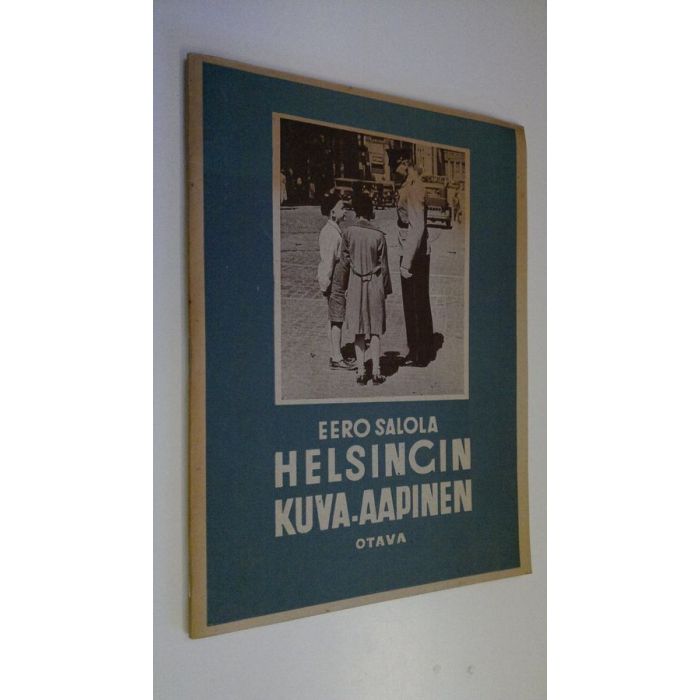 EERO SALOLA
HELSINGIN
KUVA-AAPINEN
OTAVA